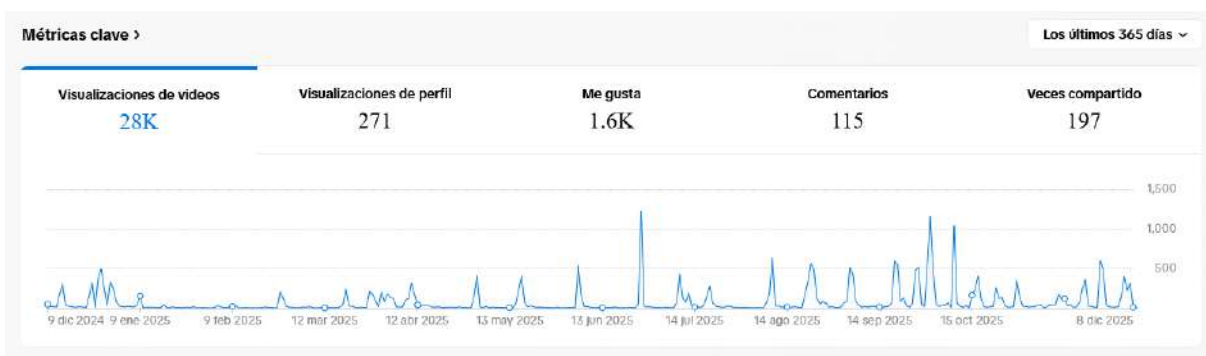 Métricas clave >
Los últimos 365 días
Visualizaciones de videos
28K
Visualizaciones de perfil
271
Me gusta
1.6K
Comentarios
115
Veces compartido
197
1,500
1,000
500
9 dic 2024 9 ene 2025 9 feb 2025 12 mar 2025 12 abr 2025 13 may 2025 13 jun 2025 14 jul 2025 14 ago 2025 14 sep 2025 15 oct 2025 8 dic 2025